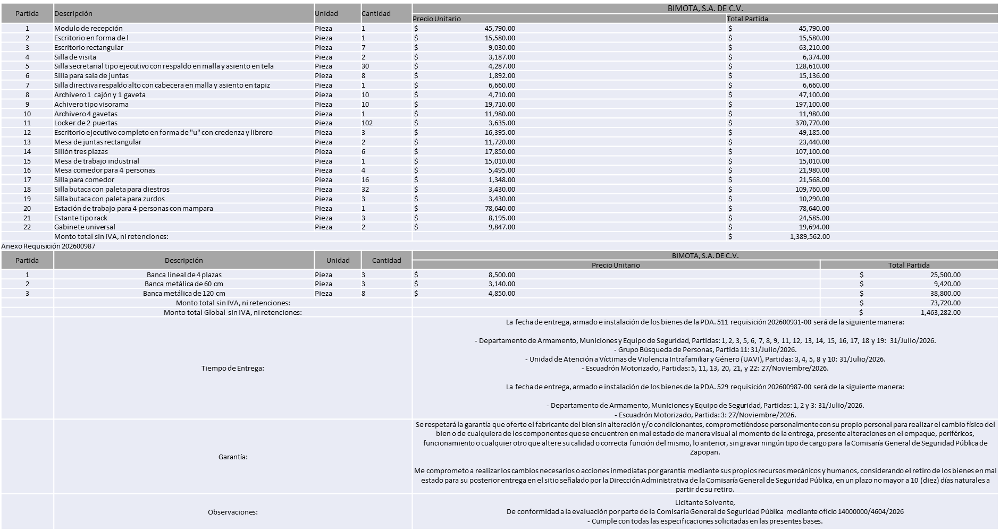 Partida Descripción Unidad Cantidad BIMOTA, S.A. DE C.V.
Precio Unitario Total Partida
1 Modulo de recepción Pieza 1 $ 45,790.00 $ 45,790.00
2 Escritorio en forma de l Pieza 1 $ 15,580.00 $ 15,580.00
3 Escritorio rectangular Pieza 7 $ 9,030.00 $ 63,210.00
4 Silla de visita Pieza 2 $ 3,187.00 $ 6,374.00
5 Silla secretarial tipo ejecutivo con respaldo en malla y asiento en tela Pieza 30 $ 4,287.00 $ 128,610.00
6 Silla para sala de juntas Pieza 8 $ 1,892.00 $ 15,136.00
7 Silla directiva respaldo alto con cabecera en malla y asiento en tapiz Pieza 1 $ 6,660.00 $ 6,660.00
8 Archivero 1 cajón y 1 gaveta Pieza 10 $ 4,710.00 $ 47,100.00
9 Achivero tipo visorama Pieza 10 $ 19,710.00 $ 197,100.00
10 Archivero 4 gavetas Pieza 1 $ 11,980.00 $ 11,980.00
11 Locker de 2 puertas Pieza 102 $ 3,635.00 $ 370,770.00
12 Escritorio ejecutivo completo en forma de "u" con credenza y librero Pieza 3 $ 16,395.00 $ 49,185.00
13 Mesa de juntas rectangular Pieza 2 $ 11,720.00 $ 23,440.00
14 Sillón tres plazas Pieza 6 $ 17,850.00 $ 107,100.00
15 Mesa de trabajo industrial Pieza 1 $ 15,010.00 $ 15,010.00
16 Mesa comedor para 4 personas Pieza 4 $ 5,495.00 $ 21,980.00
17 Silla para comedor Pieza 16 $ 1,348.00 $ 21,568.00
18 Silla butaca con paleta para diestros Pieza 32 $ 3,430.00 $ 109,760.00
19 Silla butaca con paleta para zurdos Pieza 3 $ 3,430.00 $ 10,290.00
20 Estación de trabajo para 4 personas con mampara Pieza 1 $ 78,640.00 $ 78,640.00
21 Estante tipo rack Pieza 3 $ 8,195.00 $ 24,585.00
22 Gabinete universal Pieza 2 $ 9,847.00 $ 19,694.00
Monto total sin IVA, ni retenciones: $ 1,389,562.00
Anexo Requisición 202600987
Partida Descripción Unidad Cantidad BIMOTA, S.A. DE C.V.
Precio Unitario Total Partida
1 Banca lineal de 4 plazas Pieza 3 $ 8,500.00 $ 25,500.00
2 Banca metálica de 60 cm Pieza 3 $ 3,140.00 $ 9,420.00
3 Banca metálica de 120 cm Pieza 8 $ 4,850.00 $ 38,800.00
Monto total sin IVA, ni retenciones: $ 73,720.00
Monto total Global sin IVA, ni retenciones: $ 1,463,282.00
Tiempo de Entrega:
La fecha de entrega, armado e instalación de los bienes de la PDA. 511 requisición 202600931-00 será de la siguiente manera:
- Departamento de Armamento, Municiones y Equipo de Seguridad, Partidas: 1, 2, 3, 5, 6, 7, 8, 9, 11, 12, 13, 14, 15, 16, 17, 18 y 19: 31/Julio/2026.
- Grupo Búsqueda de Personas, Partida 11: 31/Julio/2026.
- Unidad de Atención a Víctimas de Violencia Intrafamiliar y Género (UAVI), Partidas: 3, 4, 5, 8 y 10: 31/Julio/2026.
- Escuadrón Motorizado, Partidas: 5, 11, 13, 20, 21, y 22: 27/Noviembre/2026.
La fecha de entrega, armado e instalación de los bienes de la PDA. 529 requisición 202600987-00 será de la siguiente manera:
- Departamento de Armamento, Municiones y Equipo de Seguridad, Partidas: 1, 2 y 3: 31/Julio/2026.
- Escuadrón Motorizado, Partida: 3: 27/Noviembre/2026.
Garantía:
Se respetará la garantía que oferte el fabricante del bien sin alteración y/o condicionantes, comprometiéndose personalmente con su propio personal para realizar el cambio físico del
bien o de cualquiera de los componentes que se encuentren en mal estado de manera visual al momento de la entrega, presente alteraciones en el empaque, periféricos,
funcionamiento o cualquier otro que altere su calidad o correcta función del mismo, lo anterior, sin gravar ningún tipo de cargo para la Comisaría General de Seguridad Pública de
Zapopan.
Me comprometo a realizar los cambios necesarios o acciones inmediatas por garantía mediante sus propios recursos mecánicos y humanos, considerando el retiro de los bienes en mal
estado para su posterior entrega en el sitio señalado por la Dirección Administrativa de la Comisaría General de Seguridad Pública, en un plazo no mayor a 10 (diez) días naturales a
partir de su retiro.
Observaciones:
Licitante Solvente,
De conformidad a la evaluación por parte de la Comisaria General de Seguridad Pública mediante oficio 14000000/4604/2026
- Cumple con todas las especificaciones solicitadas en las presentes bases.